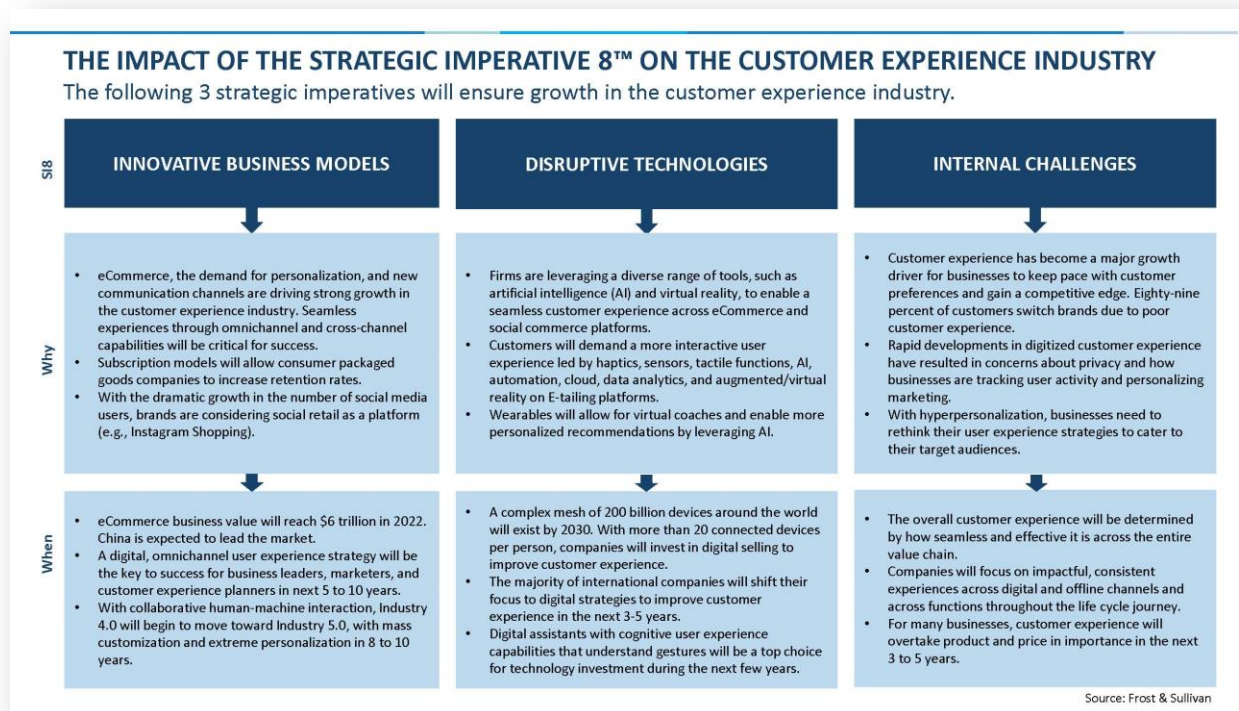 THE IMPACT OF THE STRATEGIC IMPERATIVE 8™ ON THE CUSTOMER EXPERIENCE INDUSTRY
The following 3 strategic imperatives will ensure growth in the customer experience industry.
SI8
INNOVATIVE BUSINESS MODELS
DISRUPTIVE TECHNOLOGIES
INTERNAL CHALLENGES
Why
• eCommerce, the demand for personalization, and new
communication channels are driving strong growth in
the customer experience industry. Seamless
experiences through omnichannel and cross-channel
capabilities will be critical for success.
• Subscription models will allow consumer packaged
goods companies to increase retention rates.
• With the dramatic growth in the number of social media
users, brands are considering social retail as a platform
(e.g., Instagram Shopping).
• Firms are leveraging a diverse range of tools, such as
artificial intelligence (AI) and virtual reality, to enable a
seamless customer experience across eCommerce and
social commerce platforms.
• Customers will demand a more interactive user
experience led by haptics, sensors, tactile functions, AI,
automation, cloud, data analytics, and augmented/virtual
reality on E-tailing platforms.
• Wearables will allow for virtual coaches and enable more
personalized recommendations by leveraging AI.
• Customer experience has become a major growth
driver for businesses to keep pace with customer
preferences and gain a competitive edge. Eighty-nine
percent of customers switch brands due to poor
customer experience.
• Rapid developments in digitized customer experience
have resulted in concerns about privacy and how
businesses are tracking user activity and personalizing
marketing.
• With hyperpersonalization, businesses need to
rethink their user experience strategies to cater to
their target audiences.
When
• eCommerce business value will reach $6 trillion in 2022.
China is expected to lead the market.
• A digital, omnichannel user experience strategy will be
the key to success for business leaders, marketers, and
customer experience planners in next 5 to 10 years.
• With collaborative human-machine interaction, Industry
4.0 will begin to move toward Industry 5.0, with mass
customization and extreme personalization in 8 to 10
years.
• A complex mesh of 200 billion devices around the world
will exist by 2030. With more than 20 connected devices
per person, companies will invest in digital selling to
improve customer experience.
• The majority of international companies will shift their
focus to digital strategies to improve customer
experience in the next 3-5 years.
• Digital assistants with cognitive user experience
capabilities that understand gestures will be a top choice
for technology investment during the next few years.
• The overall customer experience will be determined
by how seamless and effective it is across the entire
value chain.
• Companies will focus on impactful, consistent
experiences across digital and offline channels and
across functions throughout the life cycle journey.
• For many businesses, customer experience will
overtake product and price in importance in the next
3 to 5 years.
Source: Frost & Sullivan